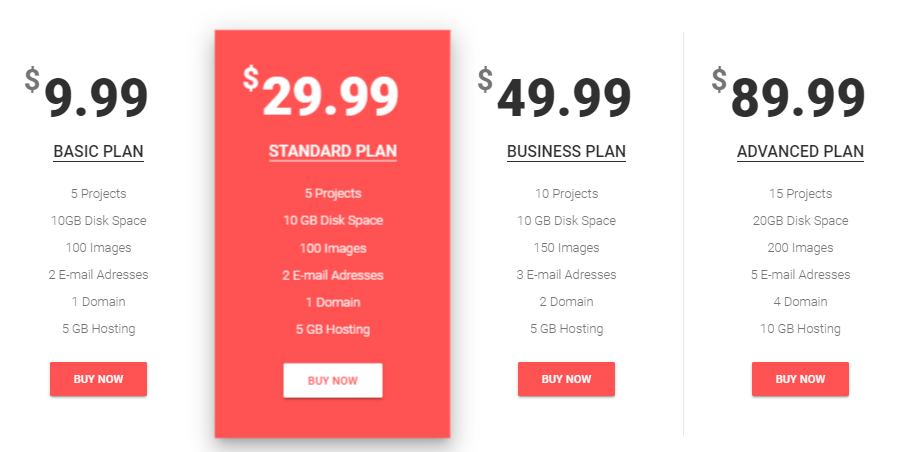 $9.99
BASIC PLAN
5 Projects
10GB Disk Space
100 Images
2 E-mail Adresses
1 Domain
5 GB Hosting
BUY NOW
$29.99
STANDARD PLAN
5 Projects
10 GB Disk Space
100 Images
2 E-mail Adresses
1 Domain
5 GB Hosting
BUY NOW
$49.99
BUSINESS PLAN
10 Projects
10 GB Disk Space
150 Images
3 E-mail Adresses
2 Domain
5 GB Hosting
BUY NOW
$89.99
ADVANCED PLAN
15 Projects
20GB Disk Space
200 Images
5 E-mail Adresses
4 Domain
10 GB Hosting
BUY NOW